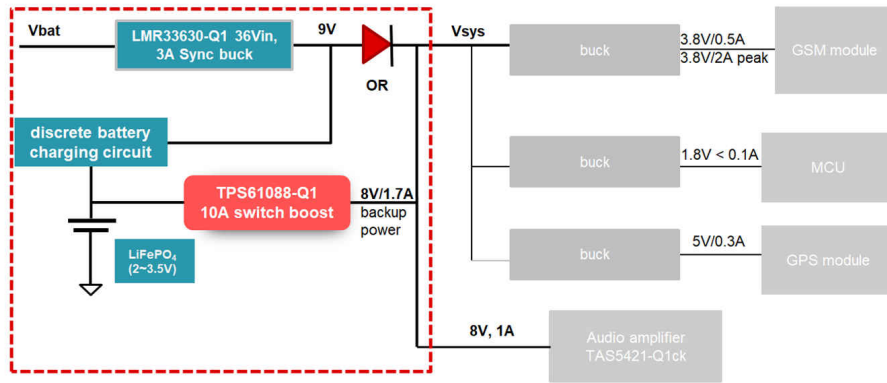 Vbat
LMR33630-Q1 36Vin,
3A Sync buck
9V
OR
Vsys
buck
3.8V/0.5A
3.8V/2A peak
GSM module
discrete battery
charging circuit
buck
1.8V < 0.1A
MCU
TPS61088-Q1
10A switch boost
8V/1.7A
backup
power
LiFePO4
(2~3.5V)
buck
5V/0.3A
GPS module
8V, 1A
Audio amplifier
TAS5421-Q1ck